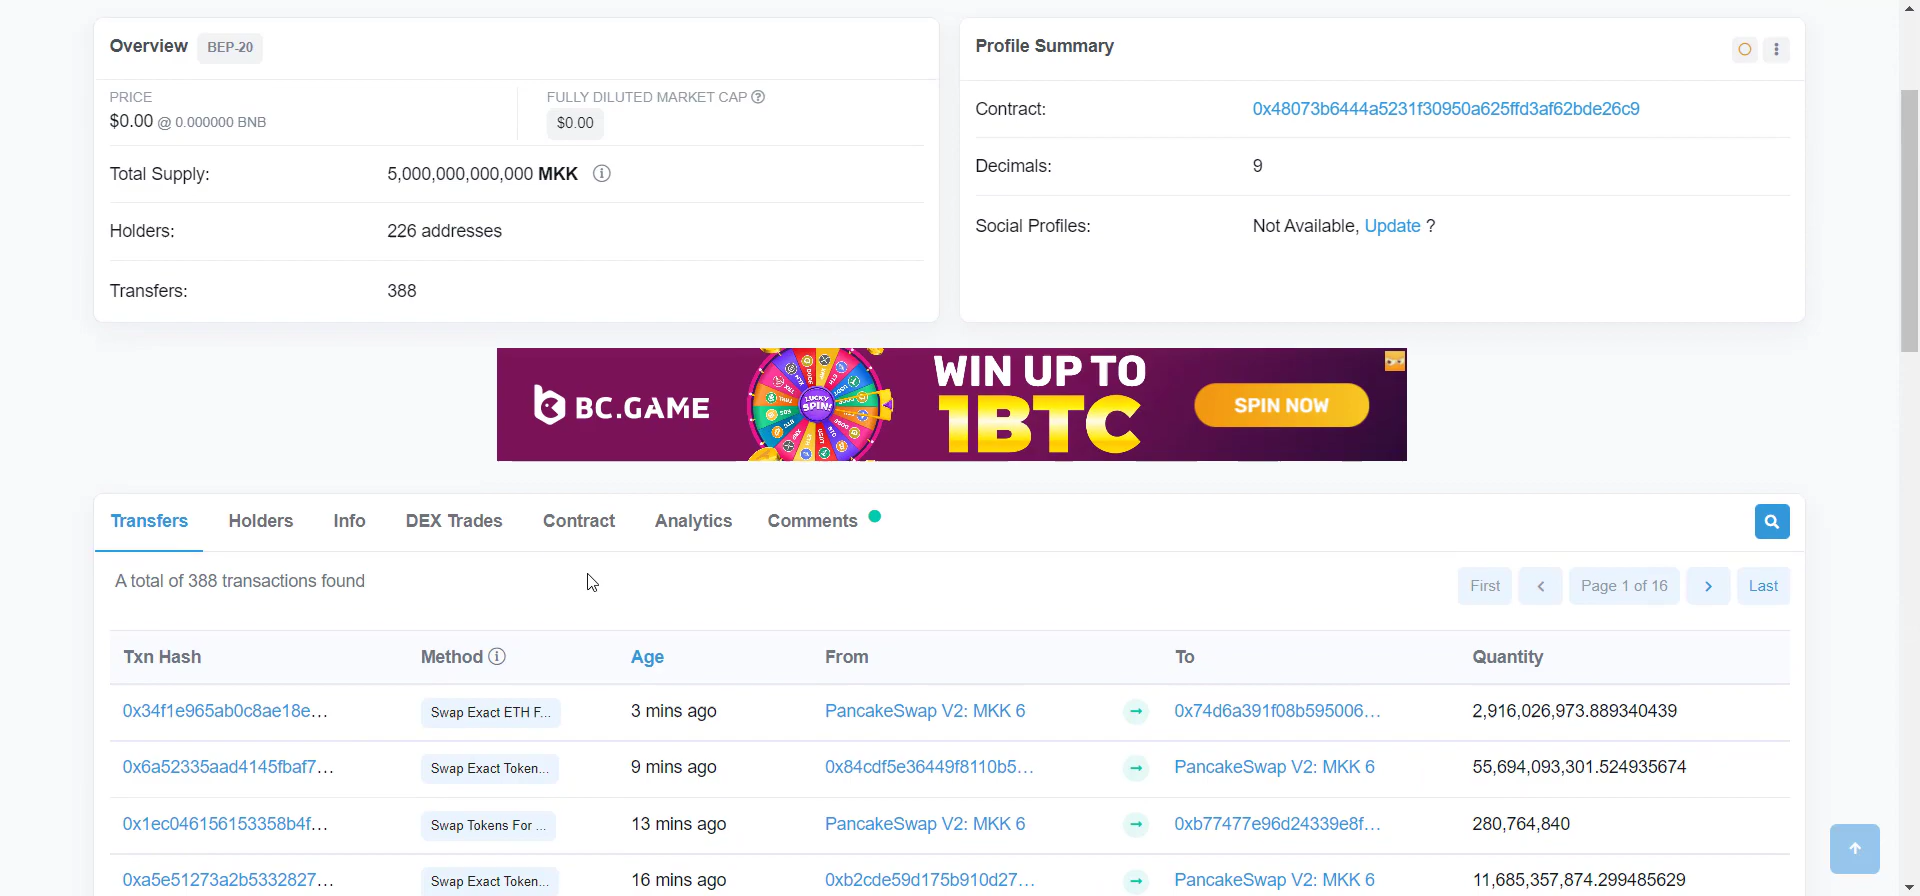 Overview BEP-20
PRICE
$0.00 @ 0.000000 BNB
FULLY DILUTED MARKET CAP
$0.00
Total Supply: 5,000,000,000,000 MKK
Holders: 226 addresses
Transfers: 388
Profile Summary
Contract: 0x48073b6444a5231f30950a625ffd3af62bde26c9
Decimals: 9
Social Profiles: Not Available, Update ?
BC.GAME
LUCKY SPIN!
WIN UP TO
1BTC
SPIN NOW
Transfers Holders Info DEX Trades Contract Analytics Comments
A total of 388 transactions found
First Page 1 of 16 Last
Txn Hash Method Age From To Quantity
0x34f1e965ab0c8ae18e... Swap Exact ETH F... 3 mins ago PancakeSwap V2: MKK 6 0x74d6a391f08b595006... 2,916,026,973.889340439
0x6a52335aad4145fbaf7... Swap Exact Token... 9 mins ago 0x84cdf5e36449f8110b5... PancakeSwap V2: MKK 6 55,694,093,301.524935674
0x1ec046156153358b4f... Swap Tokens For ... 13 mins ago PancakeSwap V2: MKK 6 0xb77477e96d24339e8f... 280,764,840
0xa5e51273a2b5332827... Swap Exact Token... 16 mins ago 0xb2cde59d175b910d27... PancakeSwap V2: MKK 6 11,685,357,874.299485629